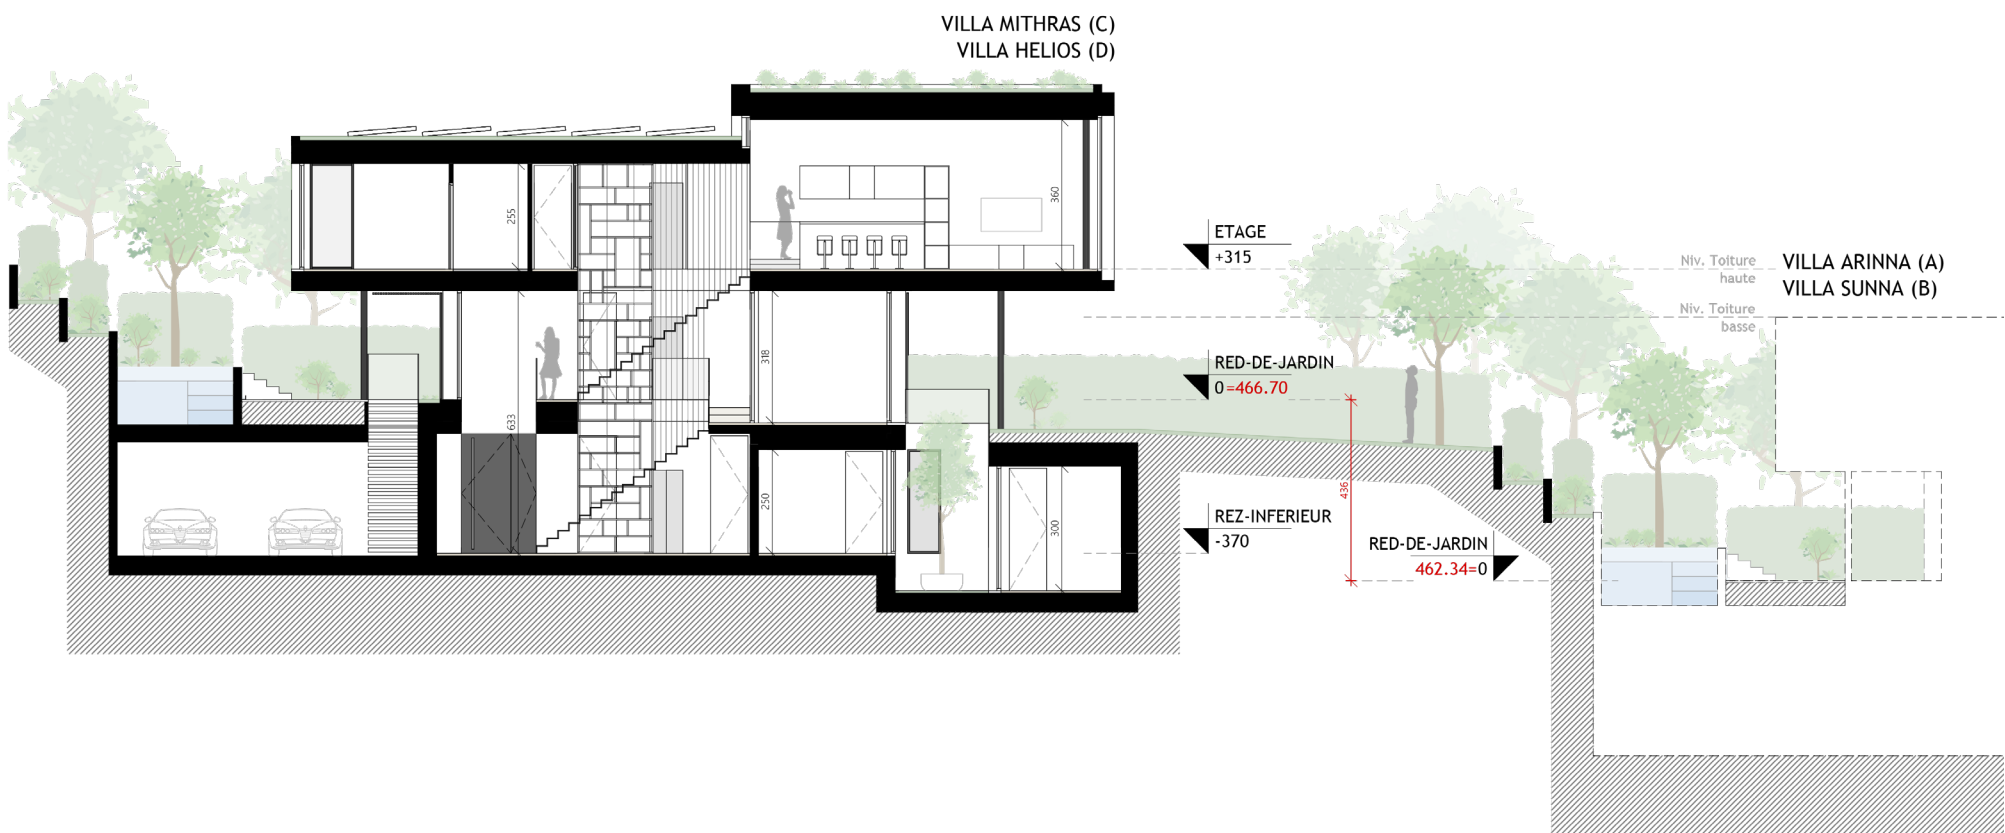 VILLA MITHRAS (C)
VILLA HELIOS (D)
255
360
ETAGE
+315
Niv. Toiture
haute
VILLA ARINNA (A)
VILLA SUNNA (B)
Niv. Toiture
basse
318
RED-DE-JARDIN
0=466.70
633
436
250
300
REZ-INFERIEUR
-370
RED-DE-JARDIN
462.34=0